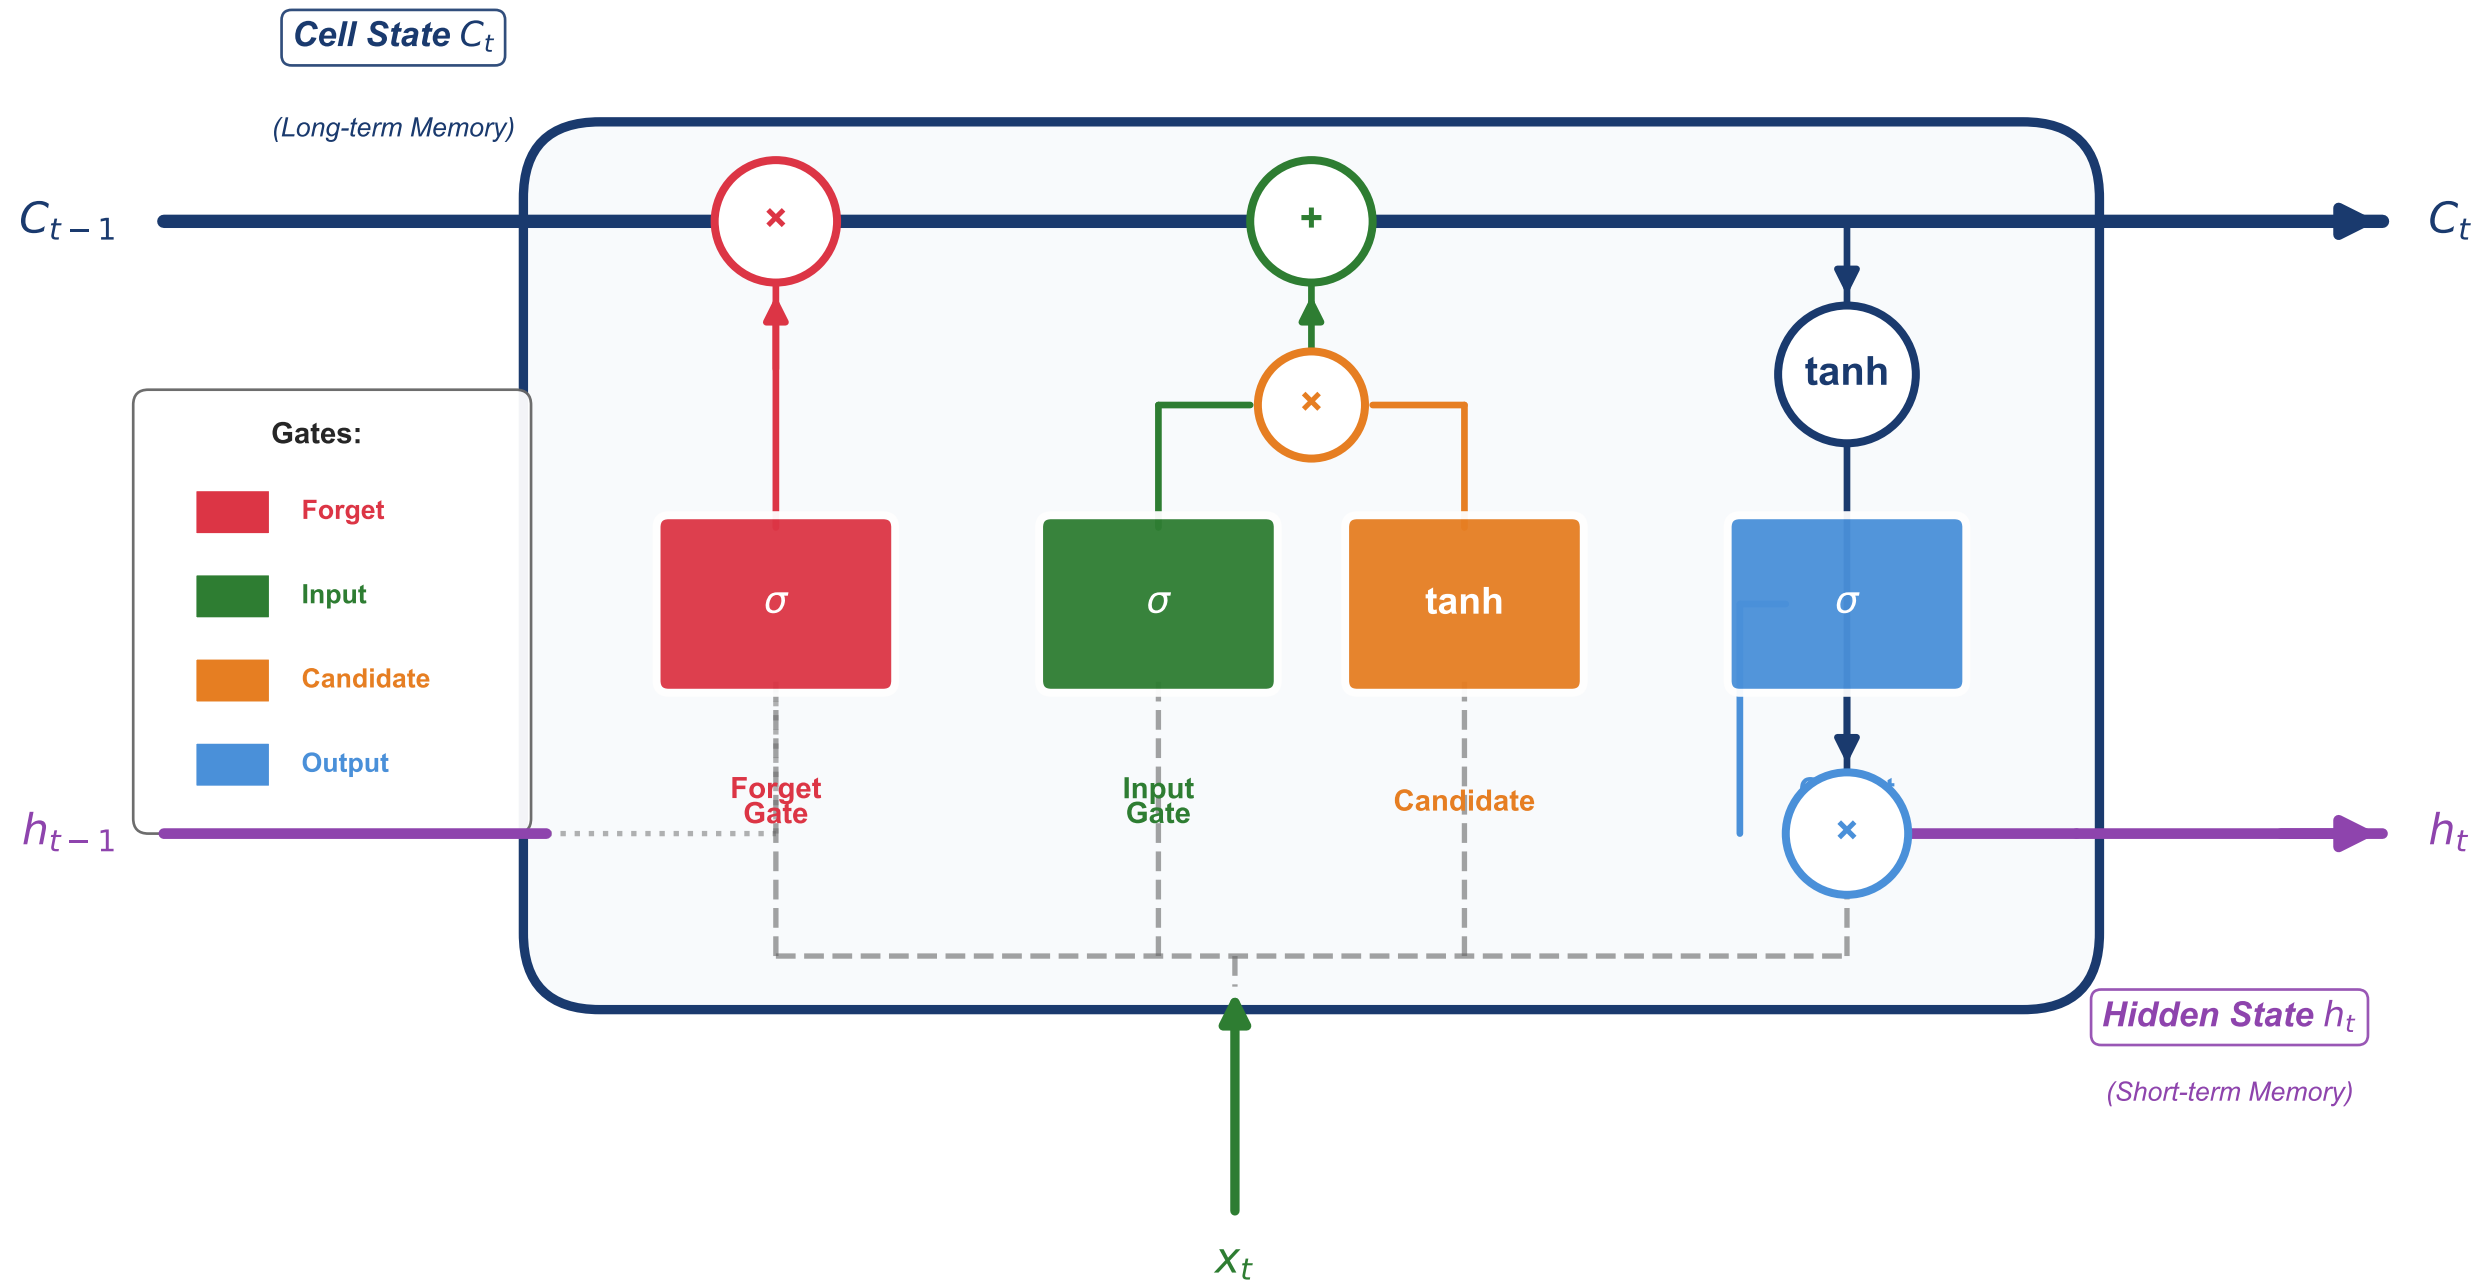 Cell State Cₜ
(Long-term Memory)
Cₜ₋₁
×
+
Cₜ
tanh
×
Gates:
Forget
Input
Candidate
Output
σ
σ
tanh
σ
Forget
Gate
Input
Gate
Candidate
hₜ₋₁
×
hₜ
Hidden State hₜ
(Short-term Memory)
xₜ